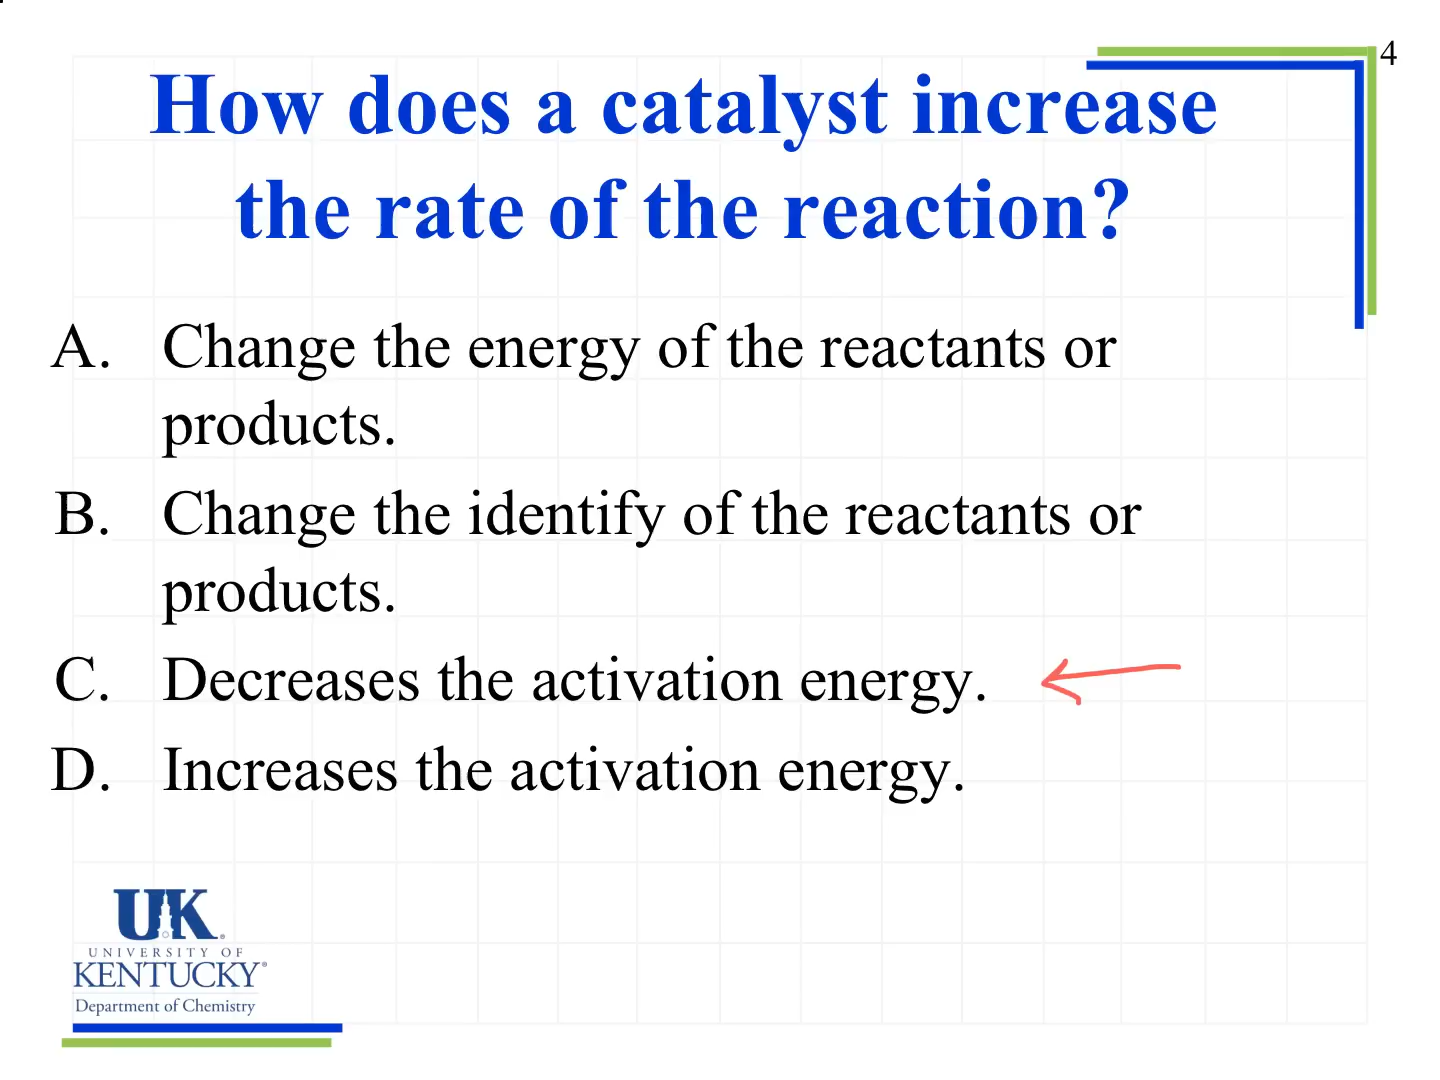 4
How does a catalyst increase
the rate of the reaction?
A. Change the energy of the reactants or
products.
B. Change the identify of the reactants or
products.
C. Decreases the activation energy.
D. Increases the activation energy.
UK
UNIVERSITY OF
KENTUCKY®
Department of Chemistry